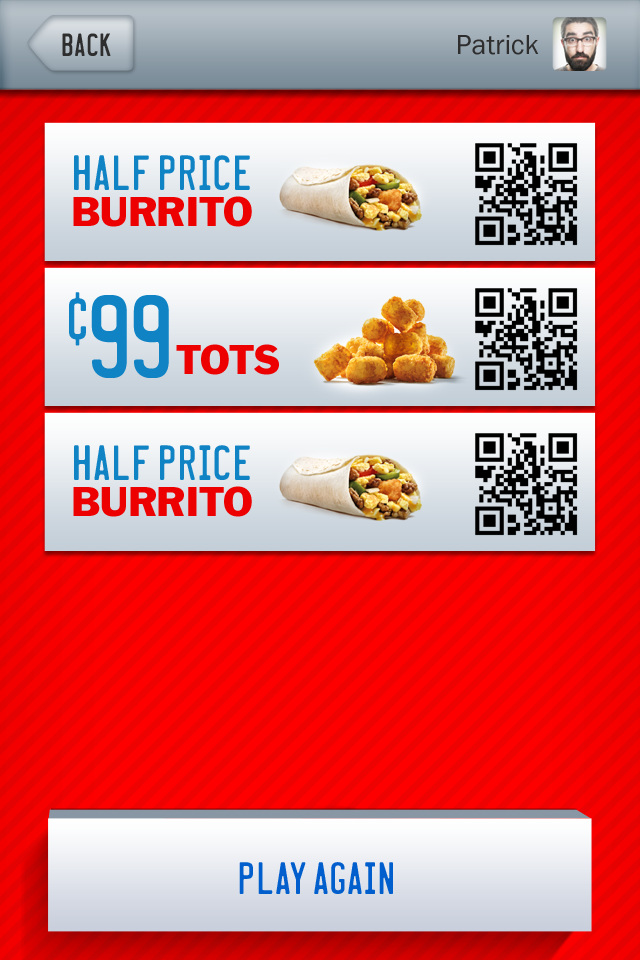 BACK
Patrick
HALF PRICE
BURRITO
¢99 TOTS
HALF PRICE
BURRITO
PLAY AGAIN